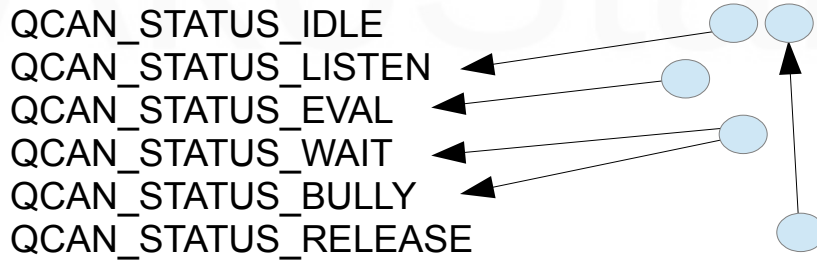 QCAN_STATUS_IDLE
QCAN_STATUS_LISTEN
QCAN_STATUS_EVAL
QCAN_STATUS_WAIT
QCAN_STATUS_BULLY
QCAN_STATUS_RELEASE